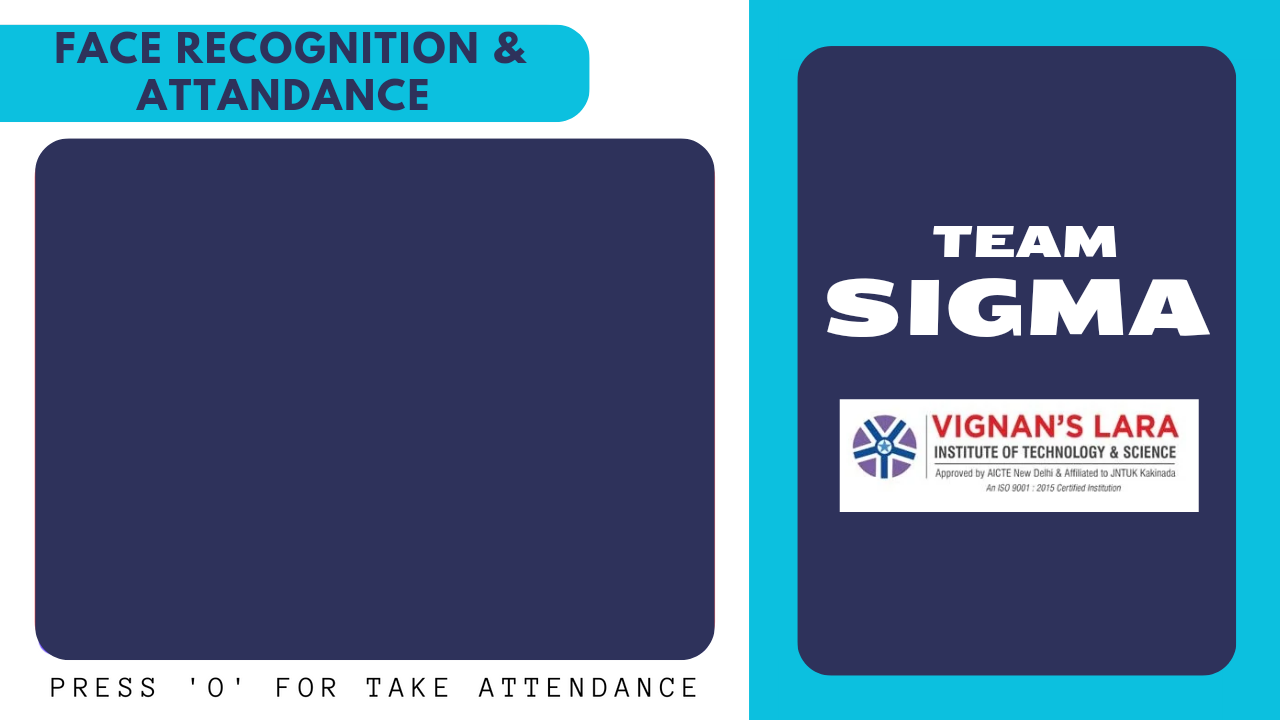 FACE RECOGNITION &
ATTANDANCE
PRESS 'O' FOR TAKE ATTENDANCE
TEAM
SIGMA
VIGNAN'S LARA
INSTITUTE OF TECHNOLOGY & SCIENCE
Approved by AICTE New Delhi & Affiliated to JNTUK Kakinada
An ISO 9001 : 2015 Certified Institution